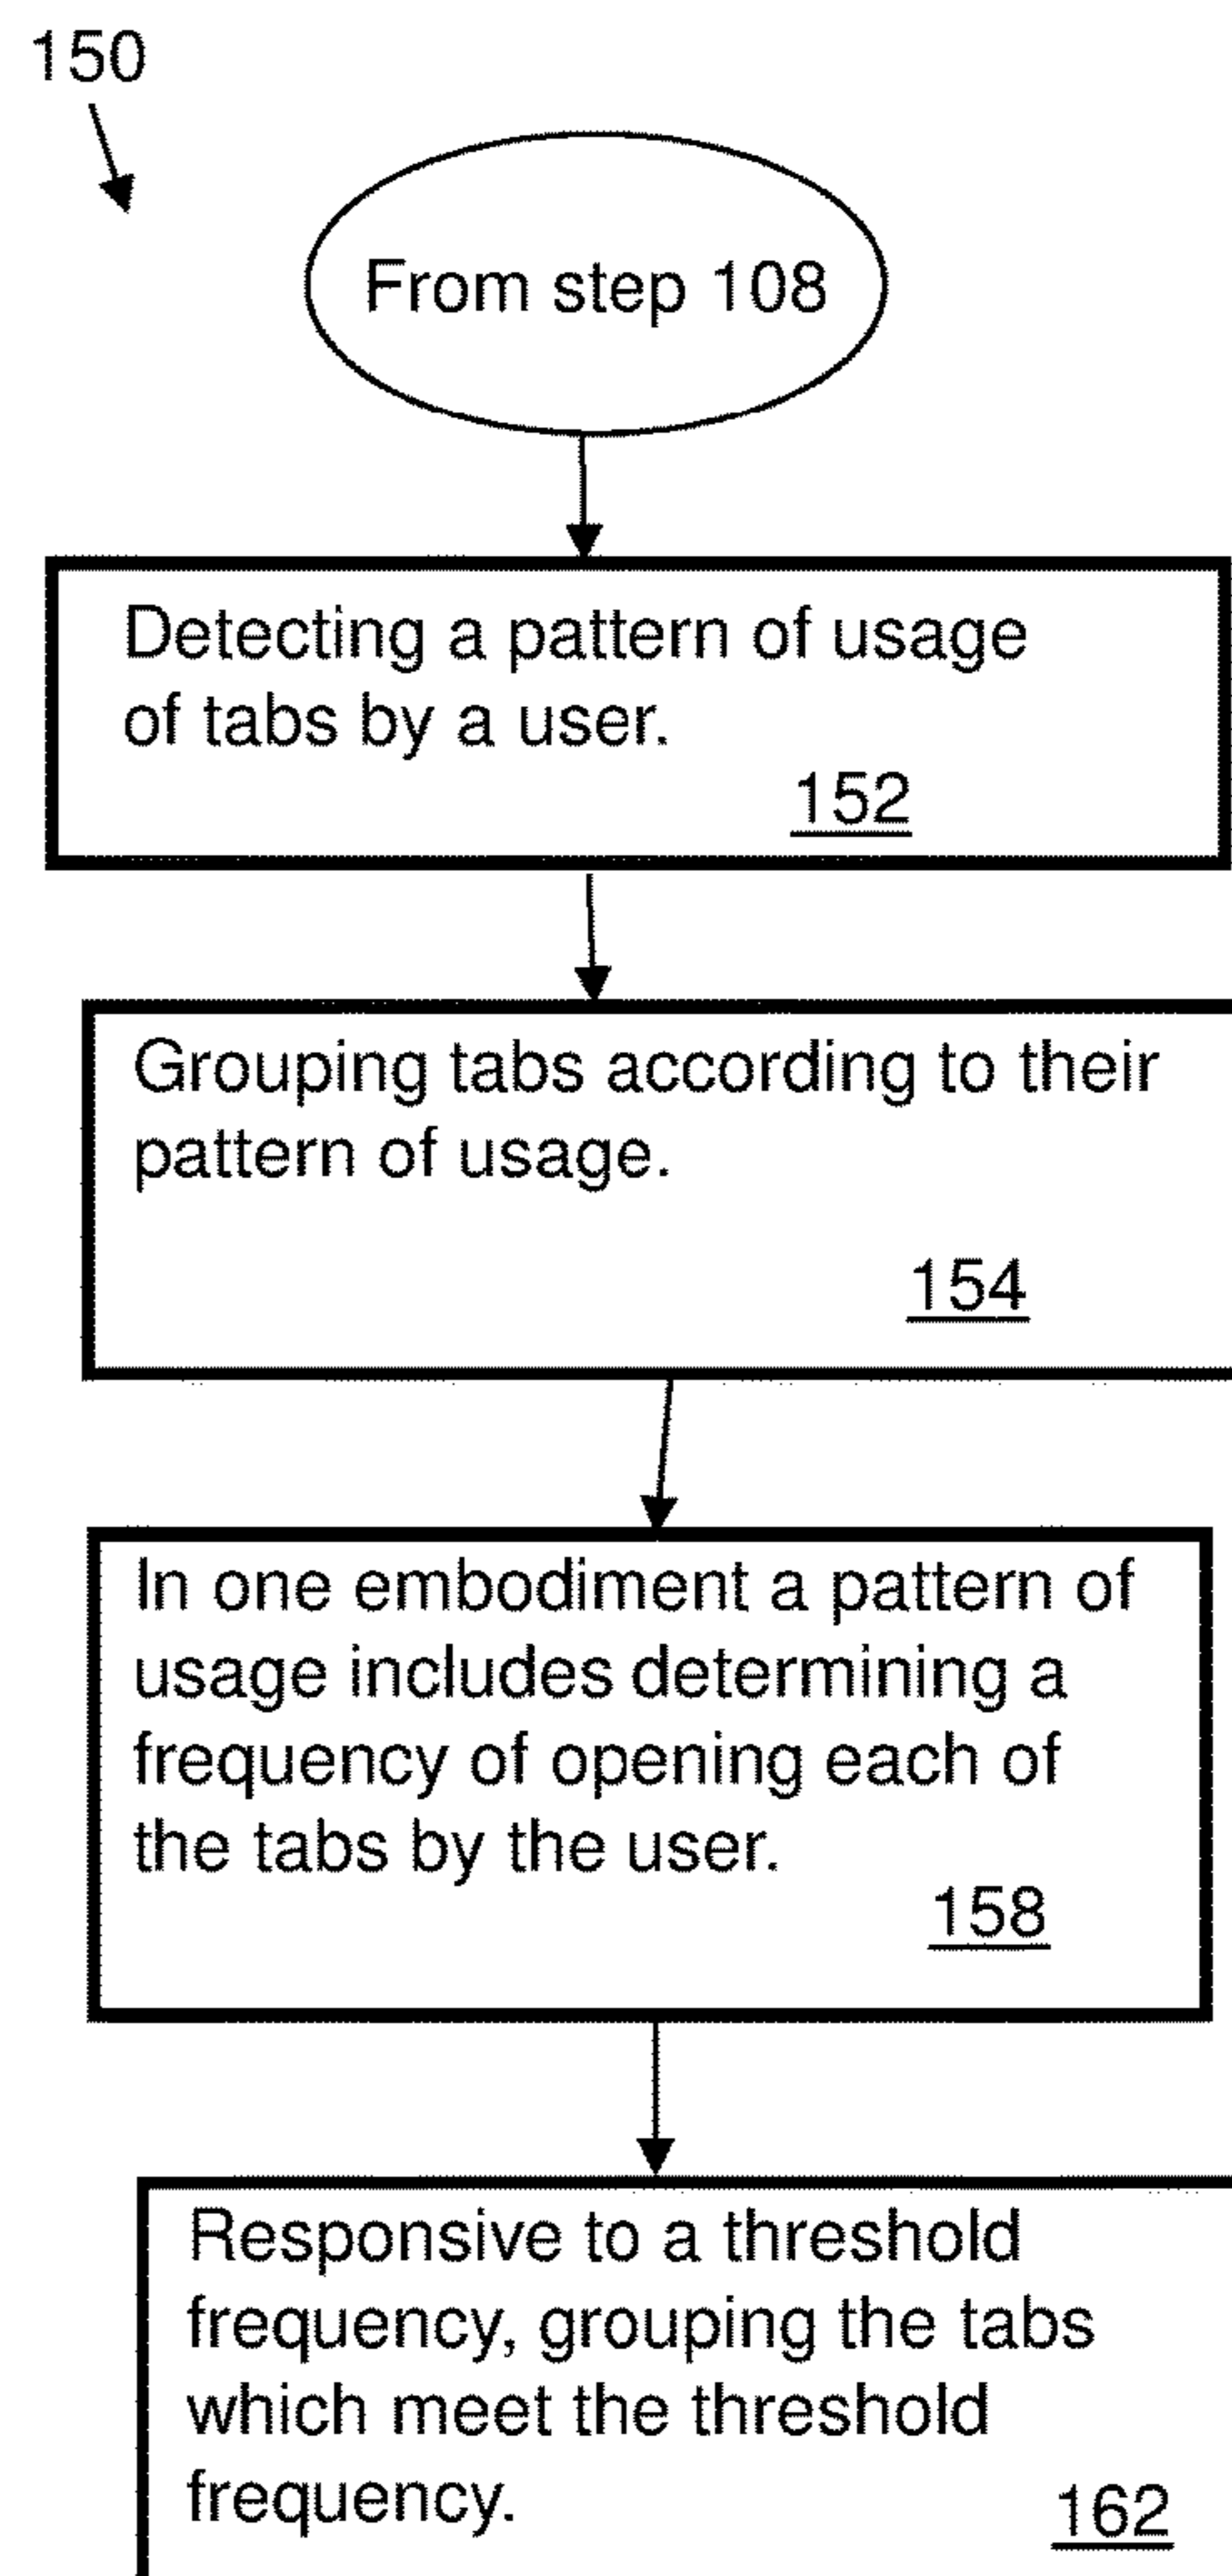 150
From step 108
Detecting a pattern of usage
of tabs by a user.
152
Grouping tabs according to their
pattern of usage.
154
In one embodiment a pattern of
usage includes determining a
frequency of opening each of
the tabs by the user.
158
Responsive to a threshold
frequency, grouping the tabs
which meet the threshold
frequency.
162